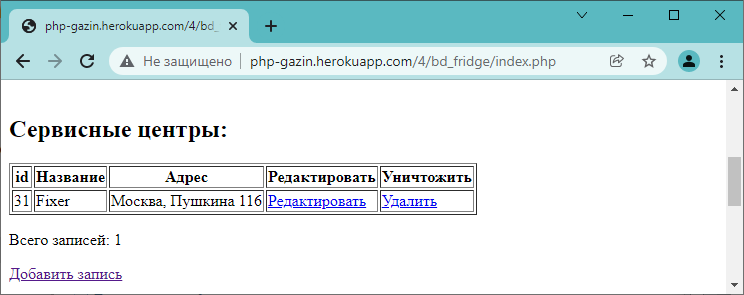 php-gazin.herokuapp.com/4/bd_
Не защищено php-gazin.herokuapp.com/4/bd_fridge/index.php
Сервисные центры:
id Название Адрес Редактировать Уничтожить
31 Fixer Москва, Пушкина 116 Редактировать Удалить
Всего записей: 1
Добавить запись